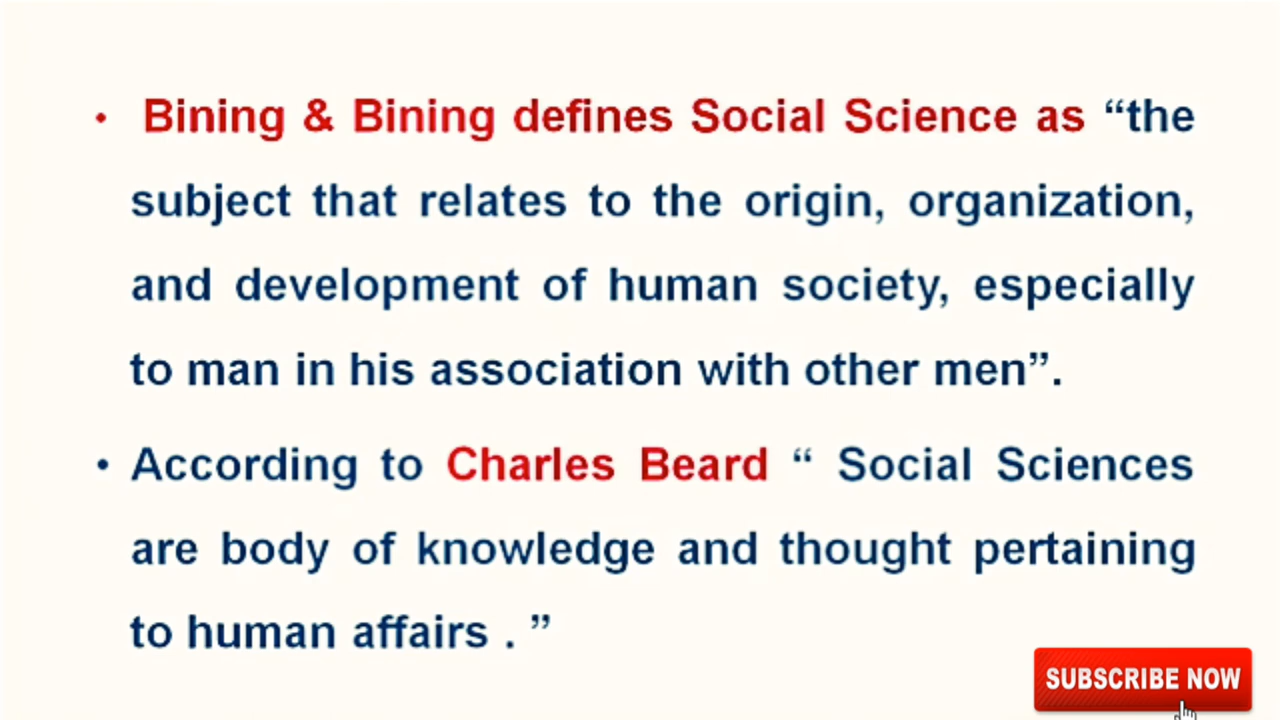 • Bining & Bining defines Social Science as “the
subject that relates to the origin, organization,
and development of human society, especially
to man in his association with other men”.
• According to Charles Beard “ Social Sciences
are body of knowledge and thought pertaining
to human affairs . ”
SUBSCRIBE NOW